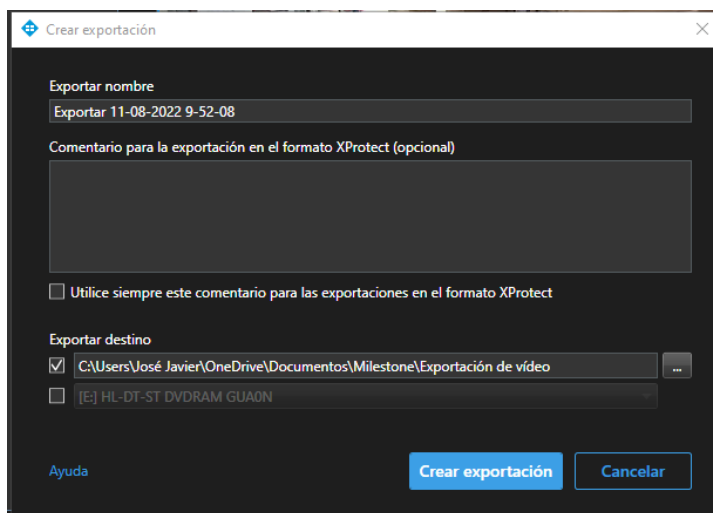 Crear exportación
Exportar nombre
Exportar 11-08-2022 9-52-08
Comentario para la exportación en el formato XProtect (opcional)
Utilice siempre este comentario para las exportaciones en el formato XProtect
Exportar destino
C:\Users\José Javier\OneDrive\Documentos\Milestone\Exportación de vídeo
...
[E:] HL-DT-ST DVDRAM GUA0N
Ayuda
Crear exportación
Cancelar